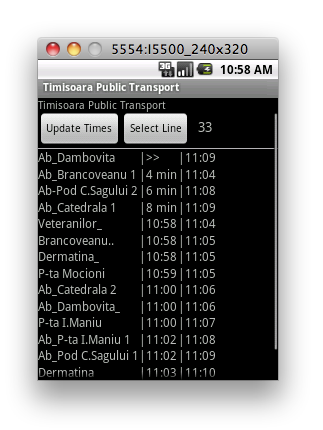 5554:I5500_240x320
3G 10:58 AM
Timisoara Public Transport
Timisoara Public Transport
Update Times Select Line 33
Ab_Dambovita |>> |11:09
Ab_Brancoveanu 1 |4 min |11:04
Ab-Pod C.Sagului 2 |6 min |11:08
Ab_Catedrala 1 |8 min |11:09
Veteranilor_ |10:58 |11:04
Brancoveanu.. |10:58 |11:05
Dermatina_ |10:58 |11:05
P-ta Mocioni |10:59 |11:05
Ab_Catedrala 2 |11:00 |11:06
Ab_Dambovita_ |11:00 |11:06
P-ta I.Maniu |11:00 |11:07
Ab_P-ta I.Maniu 1 |11:02 |11:08
Ab_Pod C.Sagului 1 |11:02 |11:09
Dermatina |11:03 |11:10